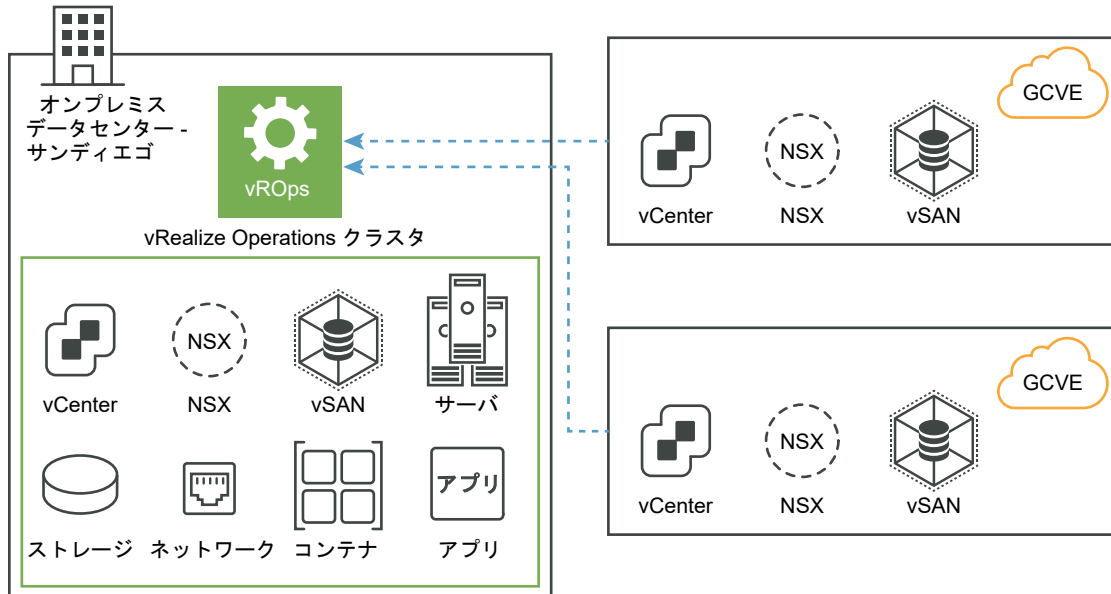 オンプレミス
データセンター -
サンディエゴ
vROps
vRealize Operations クラスタ
NSX
vCenter
NSX
vSAN
サーバ
アプリ
ストレージ
ネットワーク
コンテナ
アプリ
GCVE
NSX
vCenter
NSX
vSAN
GCVE
NSX
vCenter
NSX
vSAN